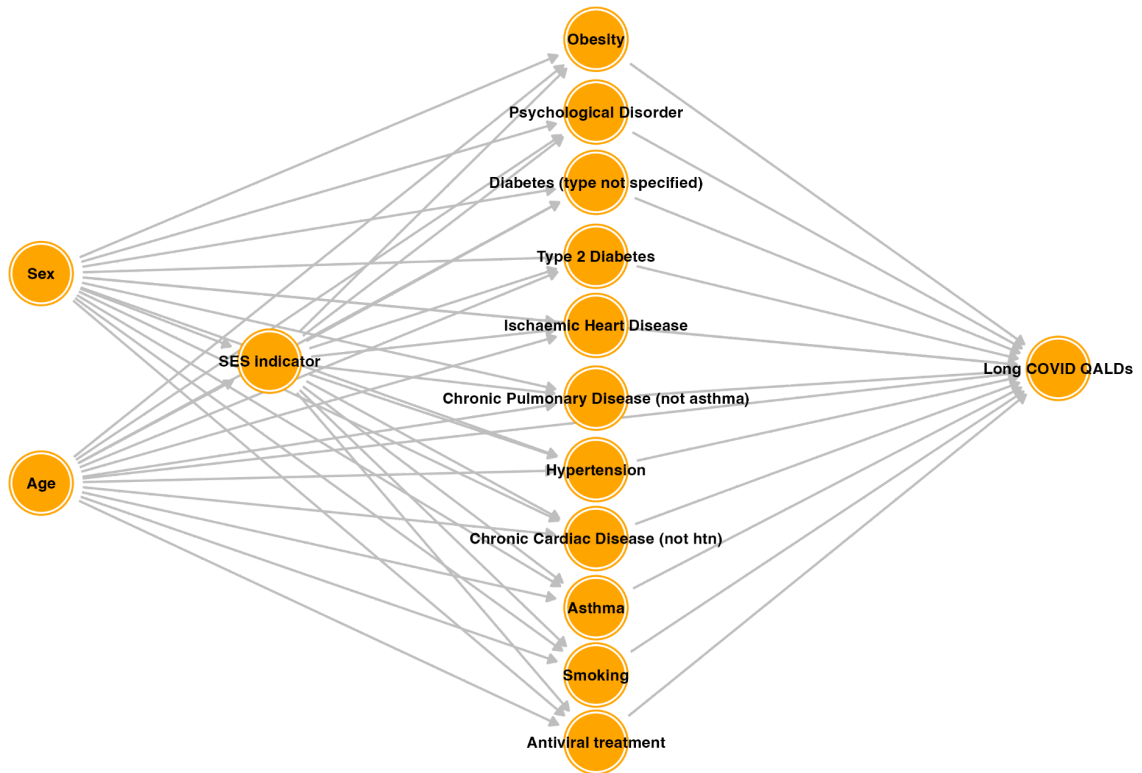 Obesity
Psychological Disorder
Diabetes (type not specified)
Type 2 Diabetes
Sex
Ischaemic Heart Disease
SES indicator
Long COVID QALDs
Chronic Pulmonary Disease (not asthma)
Hypertension
Age
Chronic Cardiac Disease (not htn)
Asthma
Smoking
Antiviral treatment